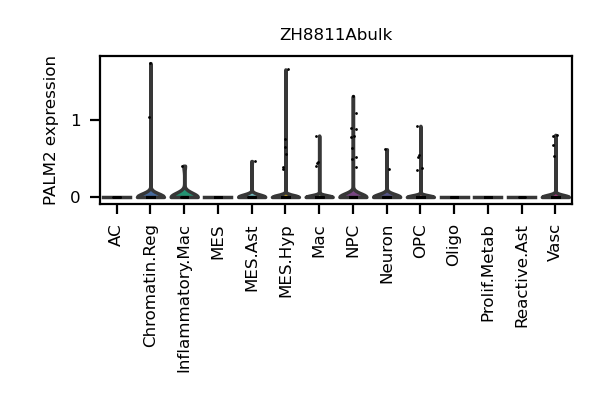 ZH8811Abulk
PALM2 expression
1
0
AC
Chromatin.Reg
Inflammatory.Mac
MES
MES.Ast
MES.Hyp
Mac
NPC
Neuron
OPC
Oligo
Prolif.Metab
Reactive.Ast
Vasc